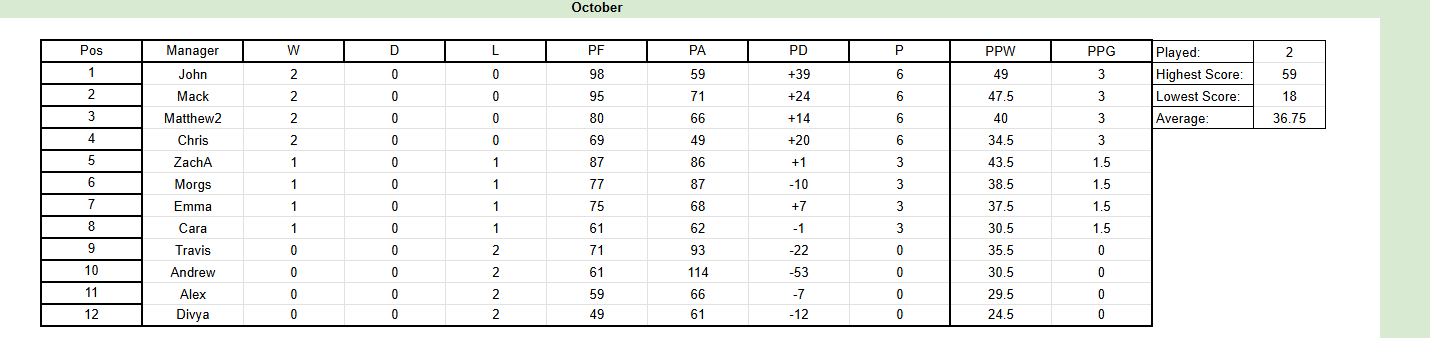 October
Pos Manager W D L PF PA PD P PPW PPG Played: 2
1 John 2 0 0 98 59 +39 6 49 3 Highest Score: 59
2 Mack 2 0 0 95 71 +24 6 47.5 3 Lowest Score: 18
3 Matthew2 2 0 0 80 66 +14 6 40 3 Average: 36.75
4 Chris 2 0 0 69 49 +20 6 34.5 3
5 ZachA 1 0 1 87 86 +1 3 43.5 1.5
6 Morgs 1 0 1 77 87 -10 3 38.5 1.5
7 Emma 1 0 1 75 68 +7 3 37.5 1.5
8 Cara 1 0 1 61 62 -1 3 30.5 1.5
9 Travis 0 0 2 71 93 -22 0 35.5 0
10 Andrew 0 0 2 61 114 -53 0 30.5 0
11 Alex 0 0 2 59 66 -7 0 29.5 0
12 Divya 0 0 2 49 61 -12 0 24.5 0